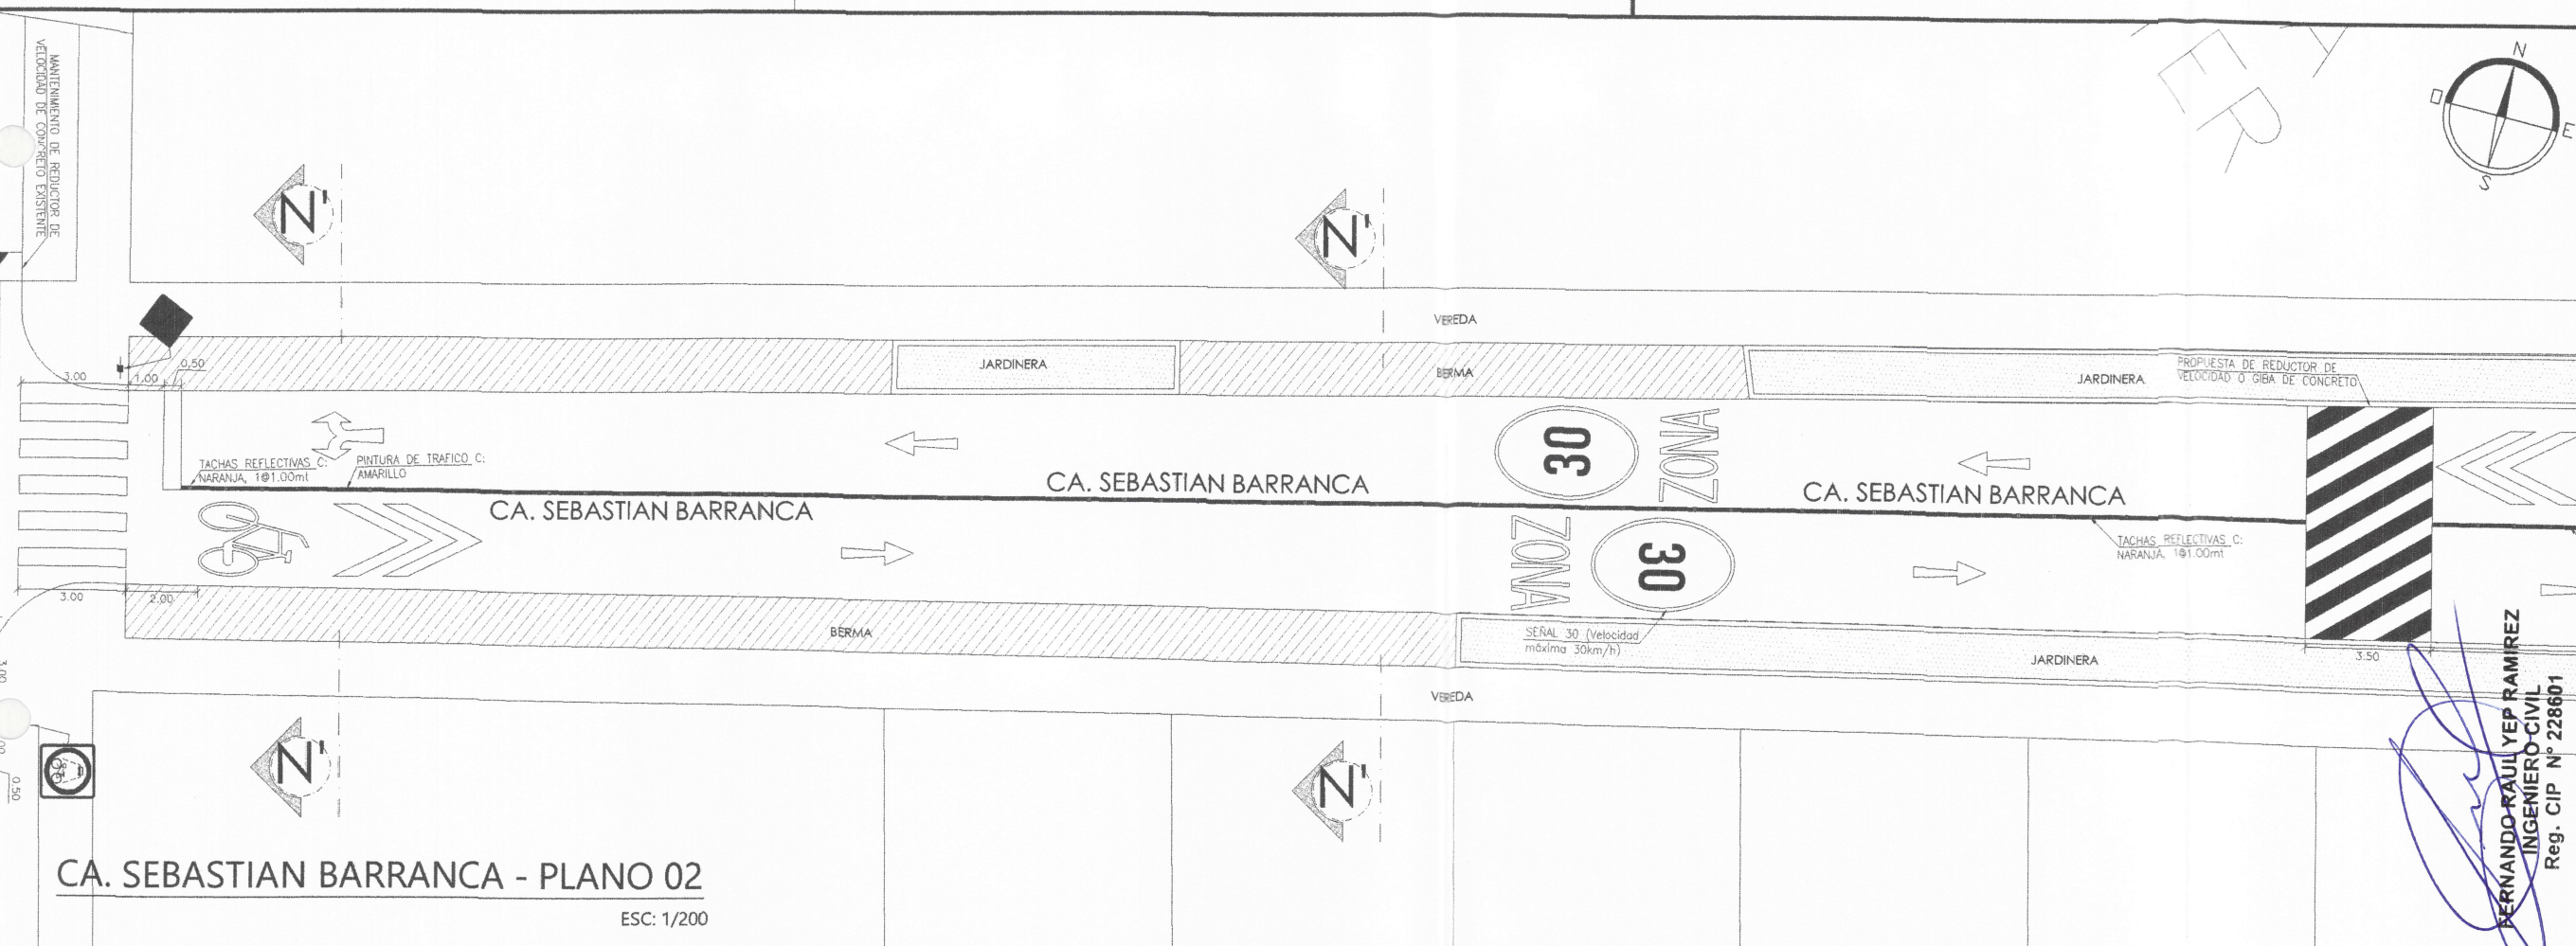 MANTENIMIENTO DE REDUCTOR DE
VELOCIDAD DE CONCRETO EXISTENTE
N
O
E
S
N'
N'
VEREDA
JARDINERA
BERMA
JARDINERA
PROPUESTA DE REDUCTOR DE
VELOCIDAD O GIBA DE CONCRETO
3.00
1.00
0.50
TACHAS REFLECTIVAS C:
NARANJA, 1@1.00mt
PINTURA DE TRAFICO C:
AMARILLO
30
ZONA
CA. SEBASTIAN BARRANCA
CA. SEBASTIAN BARRANCA
CA. SEBASTIAN BARRANCA
ZONA
30
TACHAS REFLECTIVAS C:
NARANJA, 1@1.00mt
3.00
2.00
BERMA
SEÑAL 30 (Velocidad
máxima 30km/h)
JARDINERA
3.50
VEREDA
3.00
0.50
N'
N'
CA. SEBASTIAN BARRANCA - PLANO 02
ESC: 1/200
FERNANDO RAUL YEP RAMIREZ
INGENIERO CIVIL
Reg. CIP N° 228601